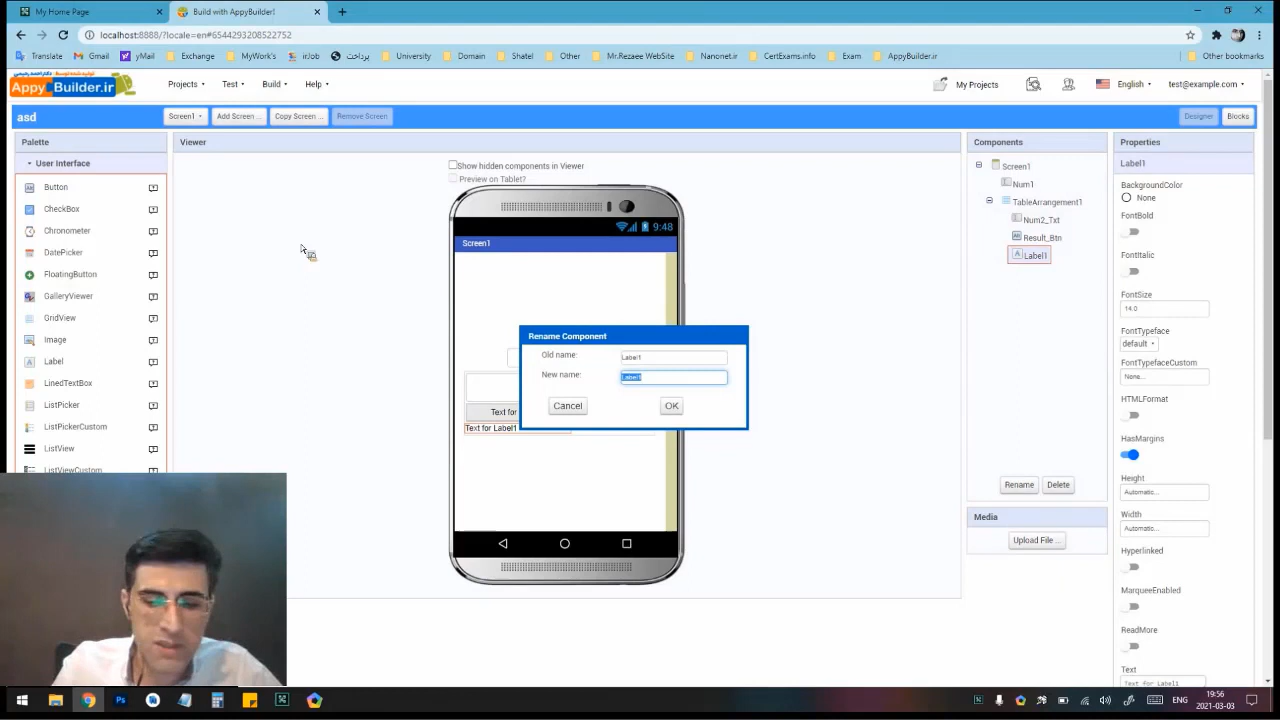 My Home Page
Build with AppyBuilder!
localhost:8888/?locale=en#6544293208522752
Translate
Gmail
yMail
Exchange
MyWork's
irJob
پرداخت
University
Domain
Shatel
Other
Mr.Rezaee WebSite
Nanonet.ir
CertExams.info
Exam
AppyBuilder.ir
Other bookmarks
AppyBuilder.ir
Projects
Test
Build
Help
My Projects
English
test@example.com
asd
Screen1
Add Screen ...
Copy Screen ...
Remove Screen
Designer
Blocks
Palette
User Interface
Button
CheckBox
Chronometer
DatePicker
FloatingButton
GalleryViewer
GridView
Image
Label
LinedTextBox
ListPicker
ListPickerCustom
ListView
ListViewCustom
Viewer
Show hidden components in Viewer
Preview on Tablet?
9:48
Screen1
Text for
Text for Label1
Rename Component
Old name:
Label1
New name:
Label1
Cancel
OK
Components
Screen1
Num1
TableArrangement1
Num2_Txt
Result_Btn
Label1
Rename
Delete
Media
Upload File ...
Properties
Label1
BackgroundColor
None
FontBold
FontItalic
FontSize
14.0
FontTypeface
default
FontTypefaceCustom
None...
HTMLFormat
HasMargins
Height
Automatic...
Width
Automatic...
Hyperlinked
MarqueeEnabled
ReadMore
Text
Text for Label1
ENG
19:56
2021-03-03